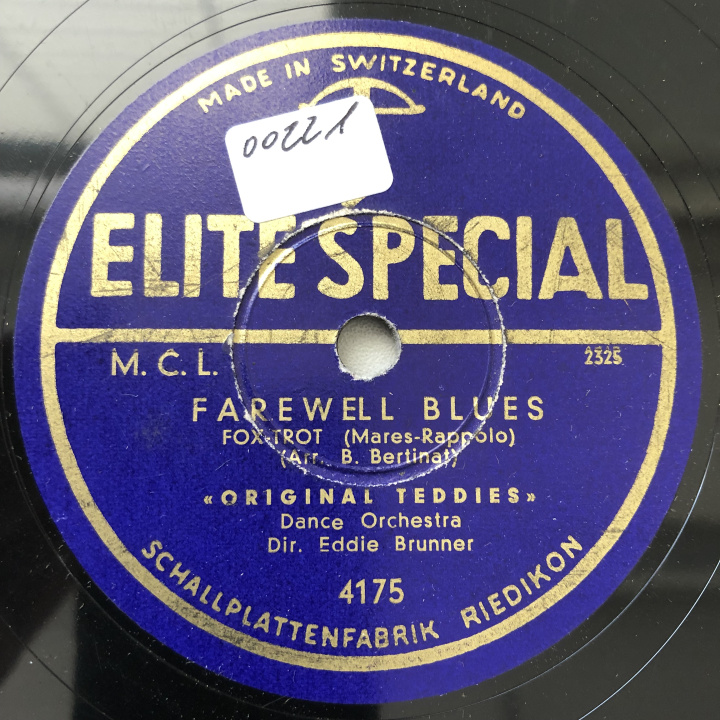 MADE IN SWITZERLAND
00221
ELITE SPECIAL
M. C. L.
2325
FAREWELL BLUES
FOX-TROT (Mares-Rappolo)
(Arr. B. Bertinat)
«ORIGINAL TEDDIES»
Dance Orchestra
Dir. Eddie Brunner
4175
SCHALLPLATTENFABRIK RIEDIKON